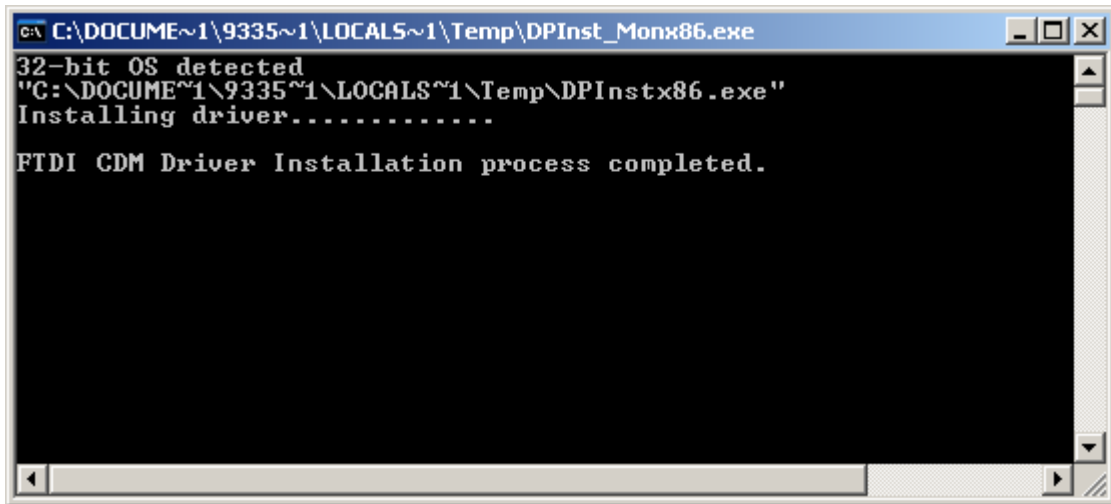 C:\DOCUME~1\9335~1\LOCALS~1\Temp\DPInst_Monx86.exe
32-bit OS detected
"C:\DOCUME~1\9335~1\LOCALS~1\Temp\DPInstx86.exe"
Installing driver..............
FTDI CDM Driver Installation process completed.